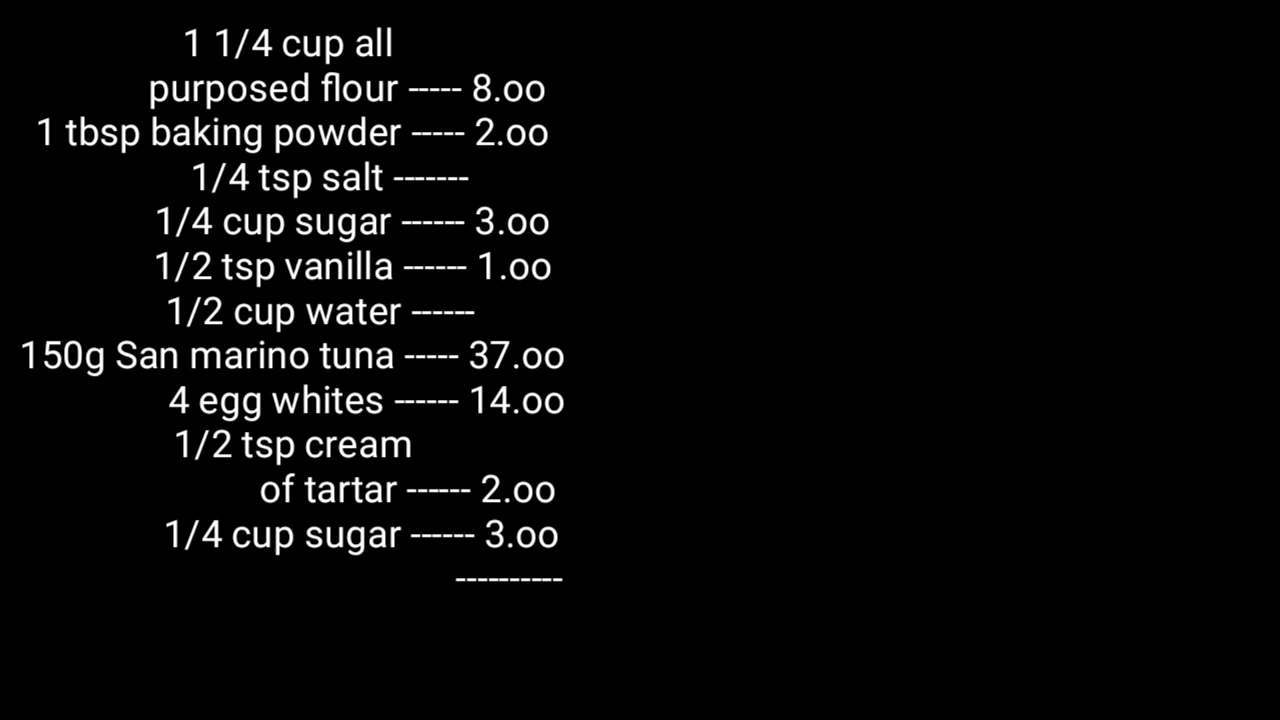 1 1/4 cup all
purposed flour ----- 8.oo
1 tbsp baking powder ----- 2.oo
1/4 tsp salt -------
1/4 cup sugar ------ 3.oo
1/2 tsp vanilla ------ 1.oo
1/2 cup water ------
150g San marino tuna ----- 37.oo
4 egg whites ------ 14.oo
1/2 tsp cream
of tartar ------ 2.oo
1/4 cup sugar ------ 3.oo
----------